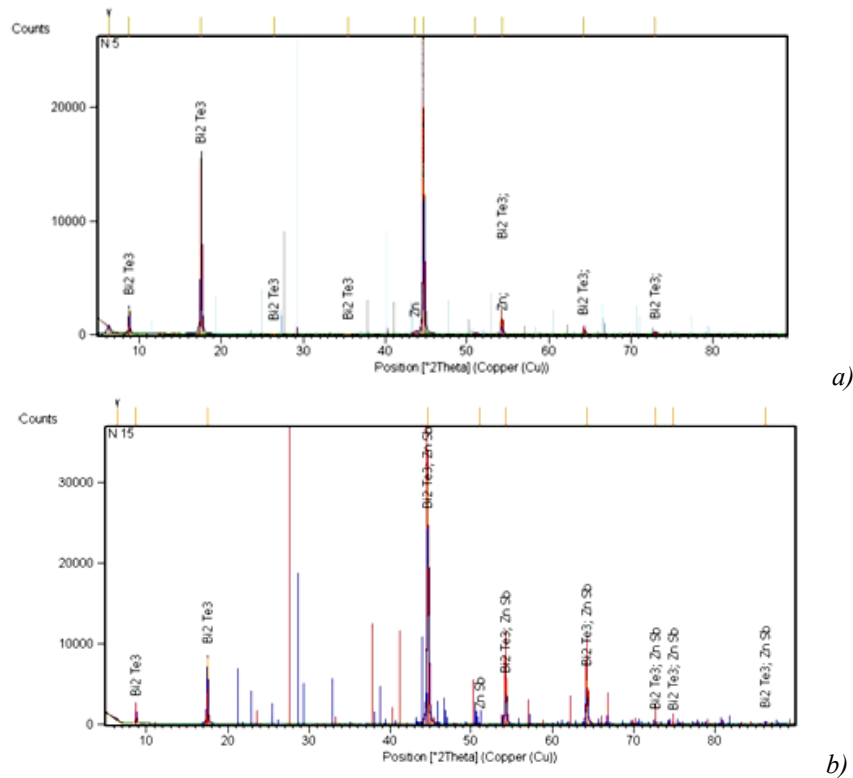 Counts
N 5
20000
10000
0
Bi2 Te3
Bi2 Te3
Bi2 Te3
Bi2 Te3
Zn
Bi2 Te3;
Zn;
Bi2 Te3;
Bi2 Te3;
10 20 30 40 50 60 70 80
Position [°2Theta] (Copper (Cu))
a)
Counts
N 15
30000
20000
10000
0
Bi2 Te3
Bi2 Te3
Bi2 Te3; Zn Sb
Zn Sb
Bi2 Te3; Zn Sb
Bi2 Te3; Zn Sb
Bi2 Te3; Zn Sb
Bi2 Te3; Zn Sb
Bi2 Te3; Zn Sb
10 20 30 40 50 60 70 80
Position [°2Theta] (Copper (Cu))
b)